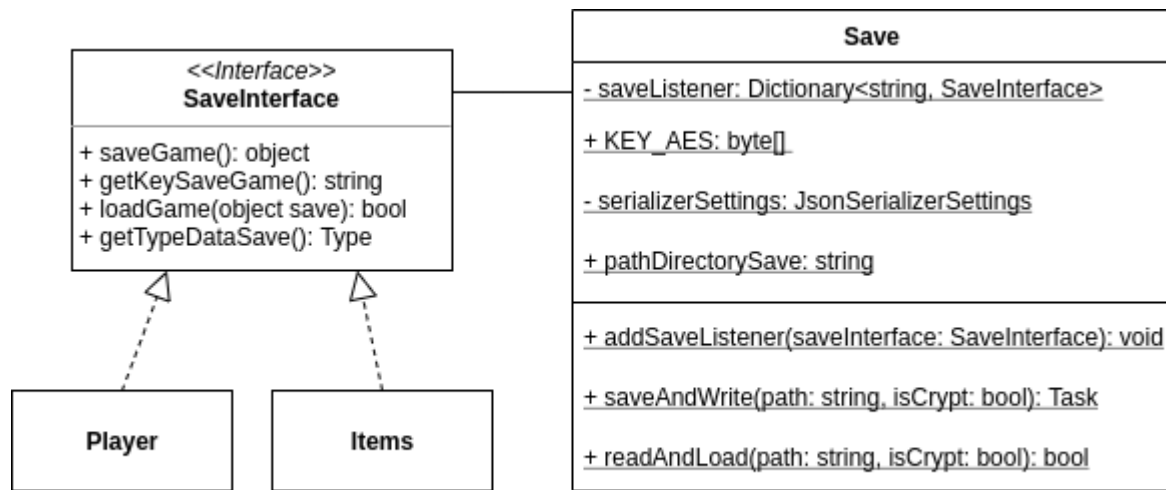 <<Interface>>
SaveInterface
+ saveGame(): object
+ getKeySaveGame(): string
+ loadGame(object save): bool
+ getTypeDataSave(): Type
Player
Items
Save
- saveListener: Dictionary<string, SaveInterface>
+ KEY_AES: byte[]
- serializerSettings: JsonSerializerSettings
+ pathDirectorySave: string
+ addSaveListener(saveInterface: SaveInterface): void
+ saveAndWrite(path: string, isCrypt: bool): Task
+ readAndLoad(path: string, isCrypt: bool): bool